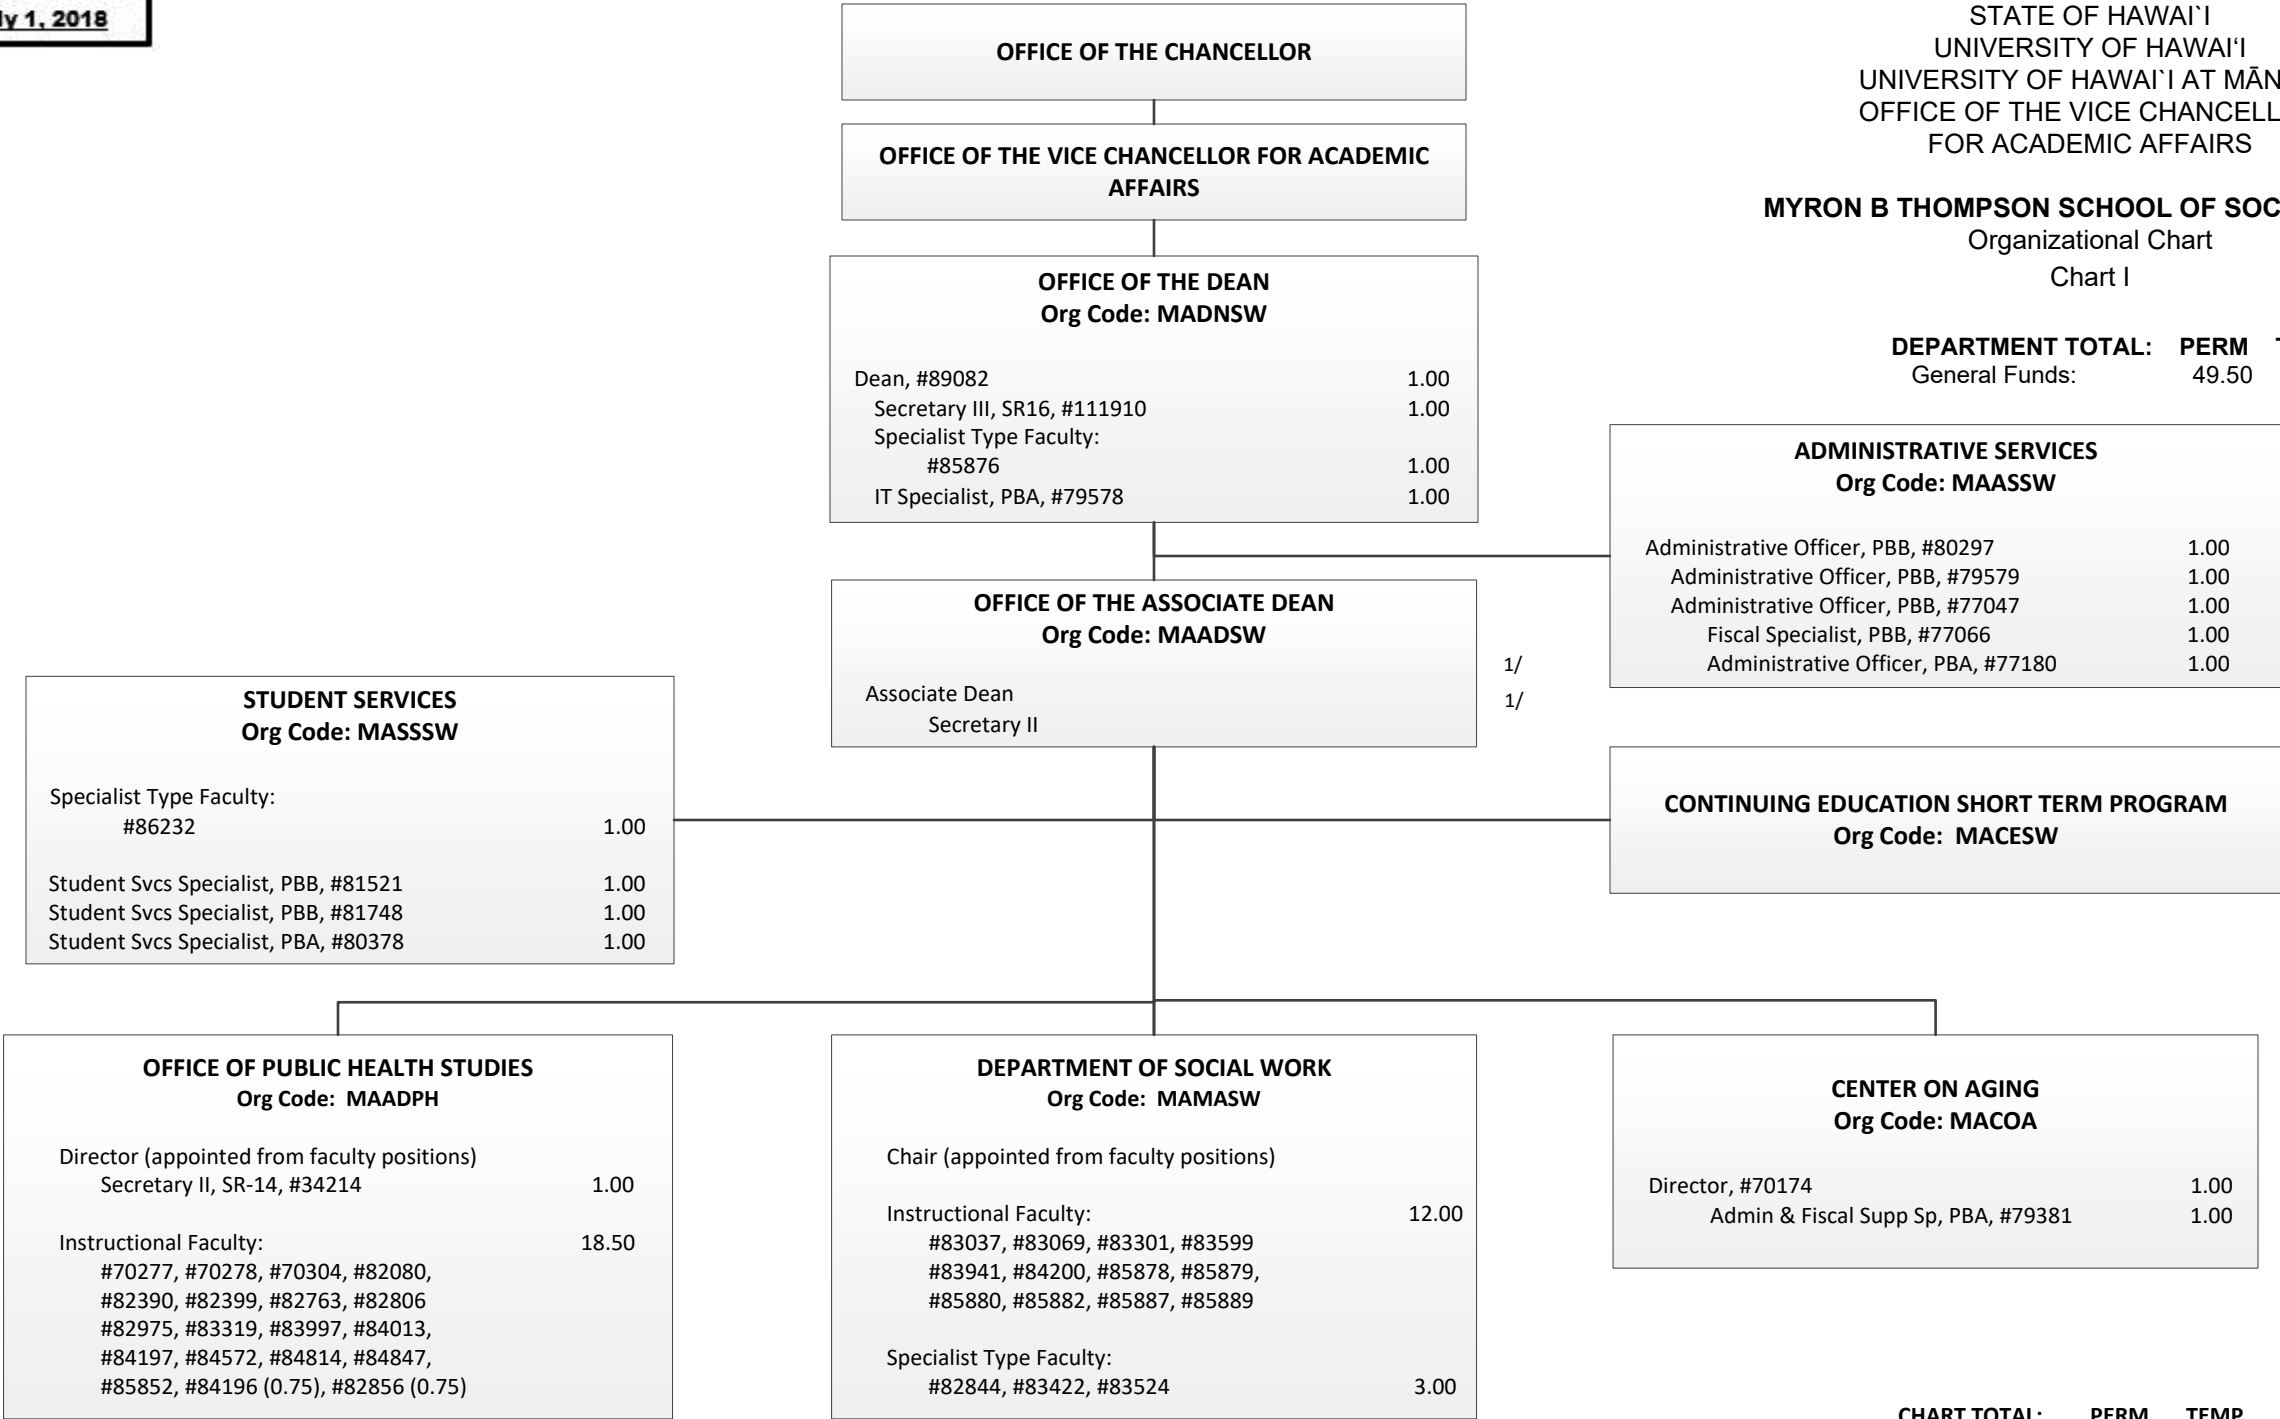 1, 2018
STATE OF HAWAI`I
UNIVERSITY OF HAWAI‘I
UNIVERSITY OF HAWAI`I AT
OFFICE OF THE VICE
FOR ACADEMIC AFFAIRS
MYRON B THOMPSON SCHOOL OF
Organizational Chart
Chart I
DEPARTMENT TOTAL: PERM
General Funds: 49.50
OFFICE OF THE CHANCELLOR
OFFICE OF THE VICE CHANCELLOR FOR ACADEMIC
AFFAIRS
OFFICE OF THE DEAN
Org Code: MADNSW
Dean, #89082 1.00
Secretary III, SR16, #111910 1.00
Specialist Type Faculty:
#85876 1.00
IT Specialist, PBA, #79578 1.00
ADMINISTRATIVE SERVICES
Org Code: MAASSW
Administrative Officer, PBB, #80297 1.00
Administrative Officer, PBB, #79579 1.00
Administrative Officer, PBB, #77047 1.00
Fiscal Specialist, PBB, #77066 1.00
Administrative Officer, PBA, #77180 1.00
OFFICE OF THE ASSOCIATE DEAN
Org Code: MAADSW
Associate Dean 1/
Secretary II 1/
STUDENT SERVICES
Org Code: MASSSW
Specialist Type Faculty:
#86232 1.00
Student Svcs Specialist, PBB, #81521 1.00
Student Svcs Specialist, PBB, #81748 1.00
Student Svcs Specialist, PBA, #80378 1.00
CONTINUING EDUCATION SHORT TERM PROGRAM
Org Code: MACESW
OFFICE OF PUBLIC HEALTH STUDIES
Org Code: MAADPH
Director (appointed from faculty positions)
Secretary II, SR-14, #34214 1.00
Instructional Faculty: 18.50
#70277, #70278, #70304, #82080,
#82390, #82399, #82763, #82806
#82975, #83319, #83997, #84013,
#84197, #84572, #84814, #84847,
#85852, #84196 (0.75), #82856 (0.75)
DEPARTMENT OF SOCIAL WORK
Org Code: MAMASW
Chair (appointed from faculty positions)
Instructional Faculty: 12.00
#83037, #83069, #83301, #83599
#83941, #84200, #85878, #85879,
#85880, #85882, #85887, #85889
Specialist Type Faculty:
#82844, #83422, #83524 3.00
CENTER ON AGING
Org Code: MACOA
Director, #70174 1.00
Admin & Fiscal Supp Sp, PBA, #79381 1.00
CHART TOTAL: PERM TEMP